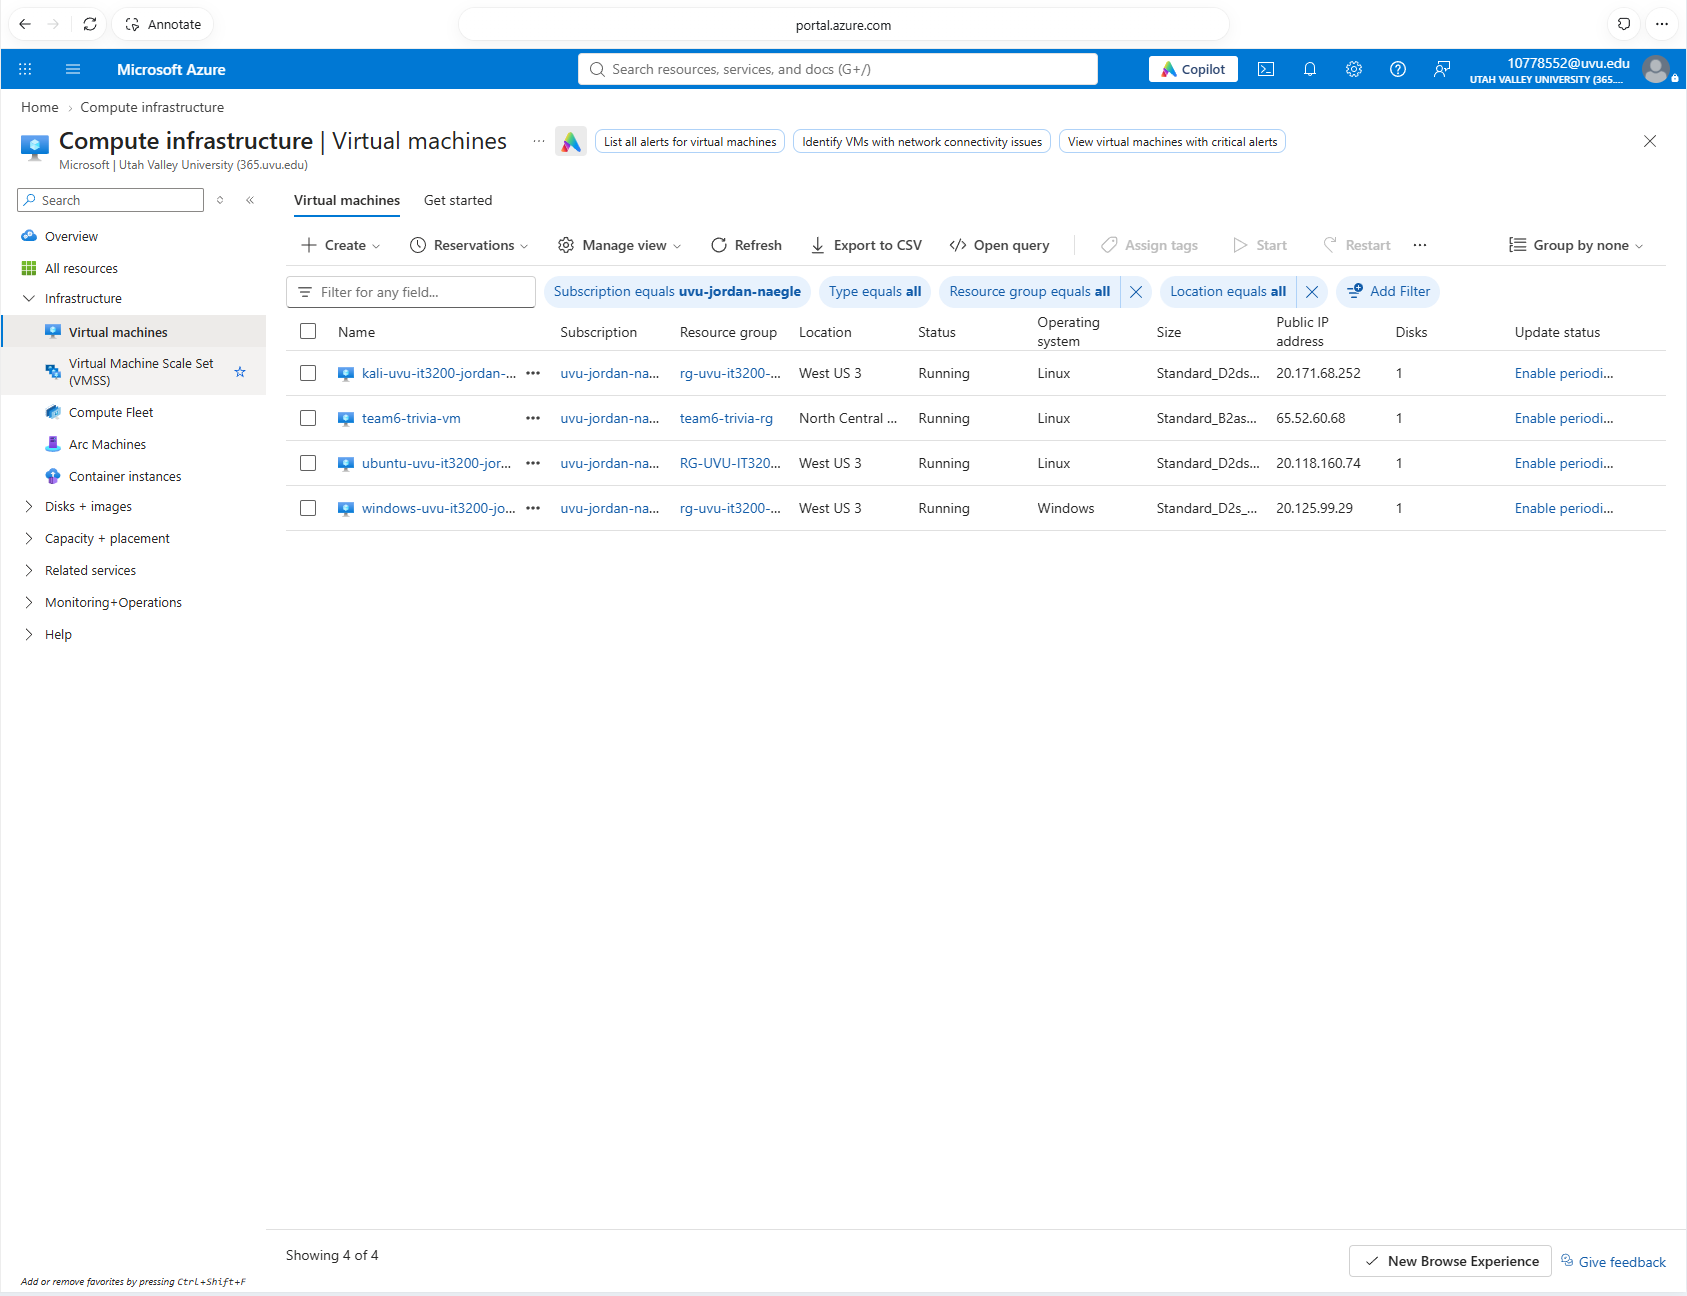 Annotate
portal.azure.com
Microsoft Azure
Search resources, services, and docs (G+/)
Copilot
10778552@uvu.edu
UTAH VALLEY UNIVERSITY (365....
Home > Compute infrastructure
Compute infrastructure | Virtual machines
Microsoft | Utah Valley University (365.uvu.edu)
List all alerts for virtual machines
Identify VMs with network connectivity issues
View virtual machines with critical alerts
Search
Overview
All resources
Infrastructure
Virtual machines
Virtual Machine Scale Set
(VMSS)
Compute Fleet
Arc Machines
Container instances
Disks + images
Capacity + placement
Related services
Monitoring+Operations
Help
Virtual machines Get started
Create Reservations Manage view Refresh Export to CSV Open query Assign tags Start Restart ... Group by none
Filter for any field... Subscription equals uvu-jordan-naegle Type equals all Resource group equals all Location equals all Add Filter
Name Subscription Resource group Location Status Operating system Size Public IP address Disks Update status
kali-uvu-it3200-jordan-... uvu-jordan-na... rg-uvu-it3200-... West US 3 Running Linux Standard_D2ds... 20.171.68.252 1 Enable periodi...
team6-trivia-vm uvu-jordan-na... team6-trivia-rg North Central ... Running Linux Standard_B2as... 65.52.60.68 1 Enable periodi...
ubuntu-uvu-it3200-jor... uvu-jordan-na... RG-UVU-IT320... West US 3 Running Linux Standard_D2ds... 20.118.160.74 1 Enable periodi...
windows-uvu-it3200-jo... uvu-jordan-na... rg-uvu-it3200-... West US 3 Running Windows Standard_D2s_... 20.125.99.29 1 Enable periodi...
Showing 4 of 4
New Browse Experience
Give feedback
Add or remove favorites by pressing Ctrl+Shift+F